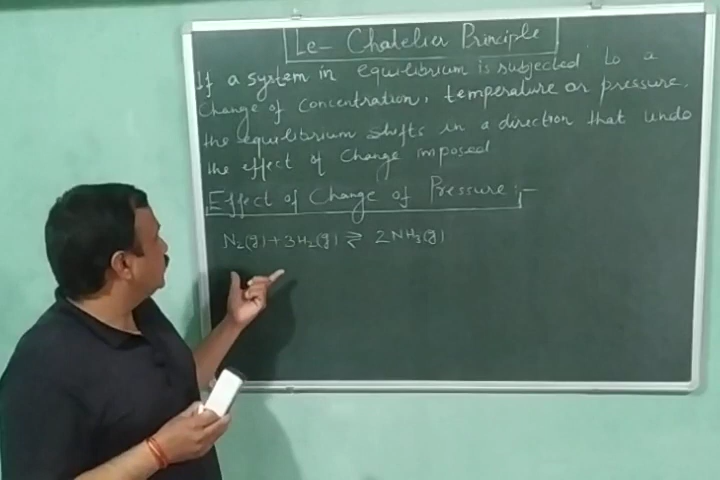 Le- Chatelier Principle
If a system in equilibrium is subjected to a
change of concentration, temperature or pressure.
the equilibrium shifts in a direction that undo
the effect of change imposed
Effect of Change of Pressure:-
N₂(g)+3H₂(g) ⇌ 2NH₃(g)